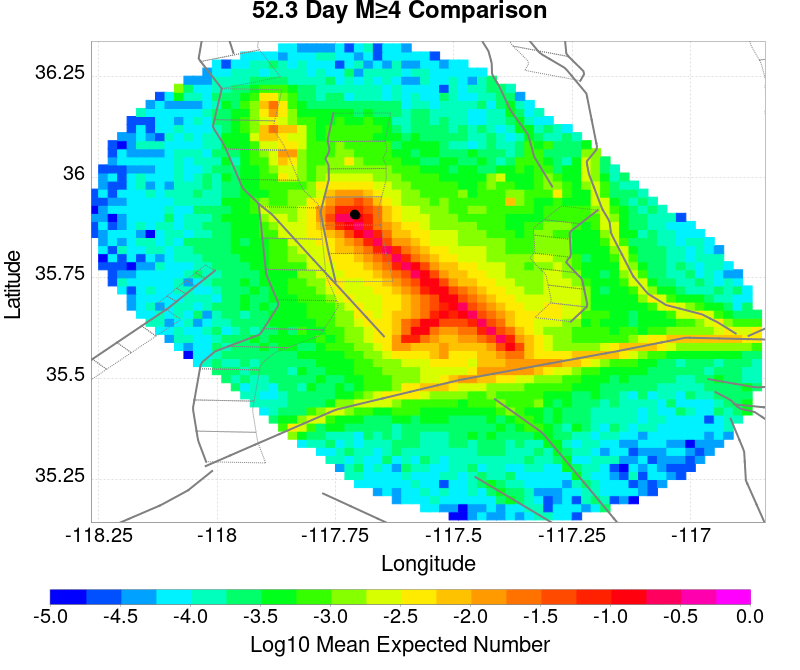 52.3 Day M≥4 Comparison
36.25
36
35.75
35.5
35.25
Latitude
-118.25 -118 -117.75 -117.5 -117.25 -117
Longitude
-5.0 -4.5 -4.0 -3.5 -3.0 -2.5 -2.0 -1.5 -1.0 -0.5 0.0
Log10 Mean Expected Number